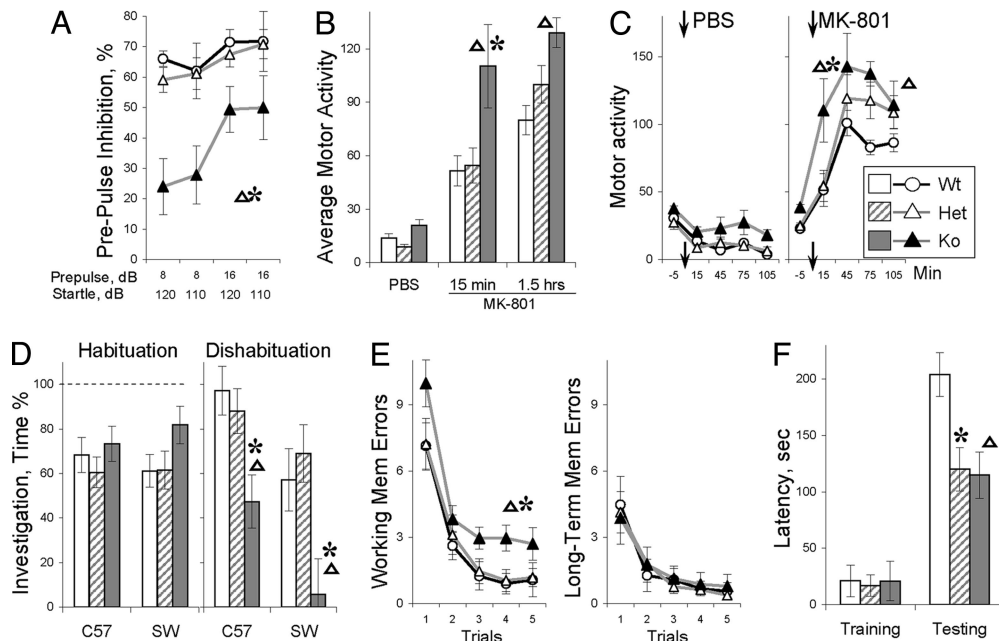 A
Pre-Pulse Inhibition, %
80
70
60
50
40
30
20
10
0
Prepulse, dB 8 8 16 16
Startle, dB 120 110 120 110
B
Average Motor Activity
120
90
60
30
0
PBS 15 min 1.5 hrs
MK-801
C
PBS MK-801
Motor activity
150
100
50
0
-5 15 45 75 105 -5 15 45 75 105 Min
Wt
Het
Ko
D
Habituation Dishabituation
Investigation, Time %
100
80
60
40
20
0
C57 SW C57 SW
E
Working Mem Errors
9
6
3
0
1 2 3 4 5
Trials
Long-Term Mem Errors
9
6
3
0
1 2 3 4 5
Trials
F
Latency, sec
200
150
100
50
0
Training Testing